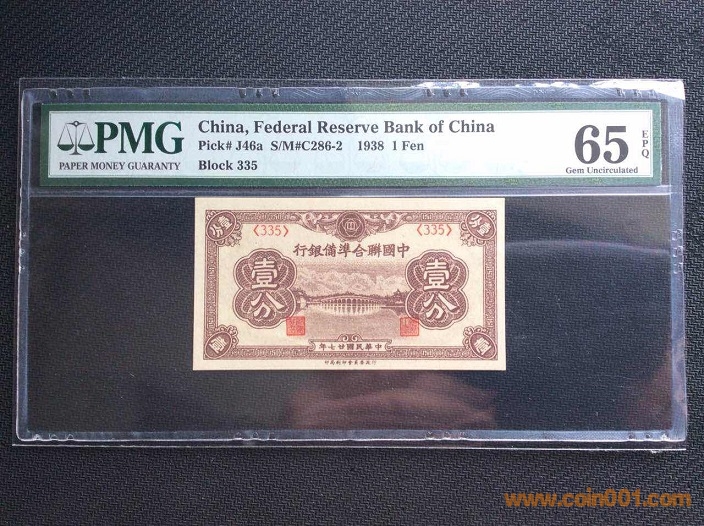 PMG
PAPER MONEY GUARANTY
China, Federal Reserve Bank of China
Pick# J46a S/M#C286-2 1938 1 Fen
Block 335
65 EPQ
Gem Uncirculated
〈335〉 〈335〉
行銀備準合聯國中
壹分 壹分
年七廿國民華中
www.coin001.com